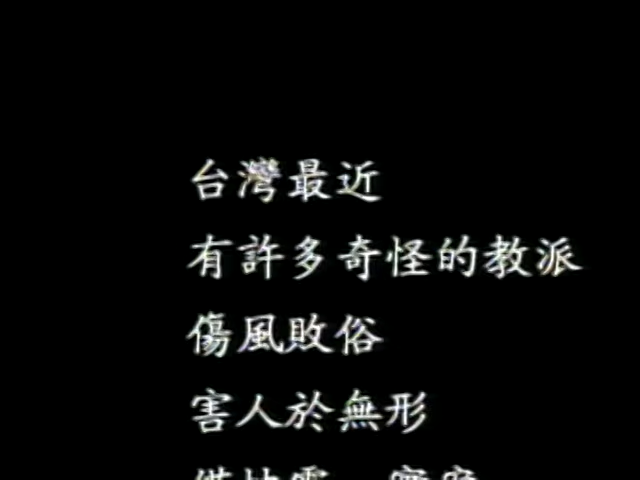 台灣最近
有許多奇怪的教派
傷風敗俗
害人於無形